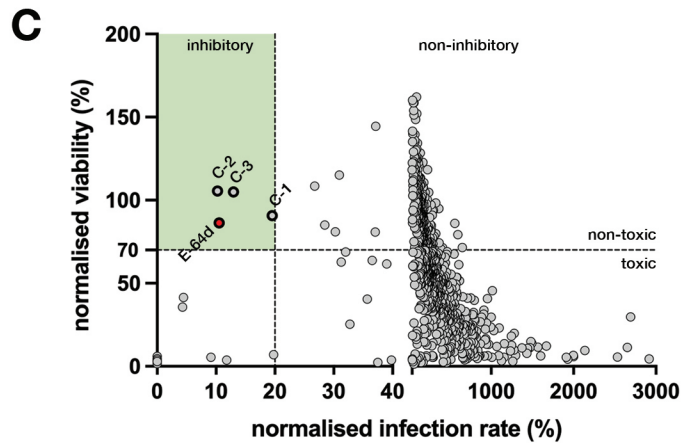 C
inhibitory
non-inhibitory
200
150
100
70
50
0
normalised viability (%)
C-2
C-3
C-1
E-64d
non-toxic
toxic
0
10
20
30
40
1000
2000
3000
normalised infection rate (%)